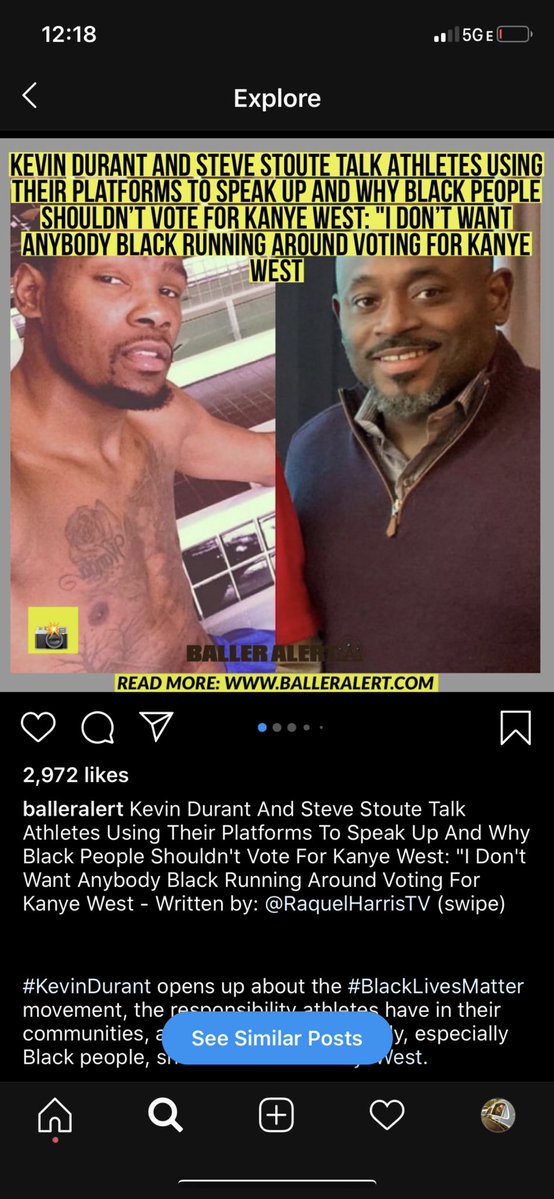 12:18
5G E
Explore
KEVIN DURANT AND STEVE STOUTE TALK ATHLETES USING
THEIR PLATFORMS TO SPEAK UP AND WHY BLACK PEOPLE
SHOULDN'T VOTE FOR KANYE WEST: "I DON'T WANT
ANYBODY BLACK RUNNING AROUND VOTING FOR KANYE
WEST
BALLER ALERT
READ MORE: WWW.BALLERALERT.COM
2,972 likes
balleralert Kevin Durant And Steve Stoute Talk
Athletes Using Their Platforms To Speak Up And Why
Black People Shouldn't Vote For Kanye West: "I Don't
Want Anybody Black Running Around Voting For
Kanye West - Written by: @RaquelHarrisTV (swipe)
#KevinDurant opens up about the #BlackLivesMatter
movement, the responsibility athletes have in their
communities, especially
See Similar Posts
Black people, West.